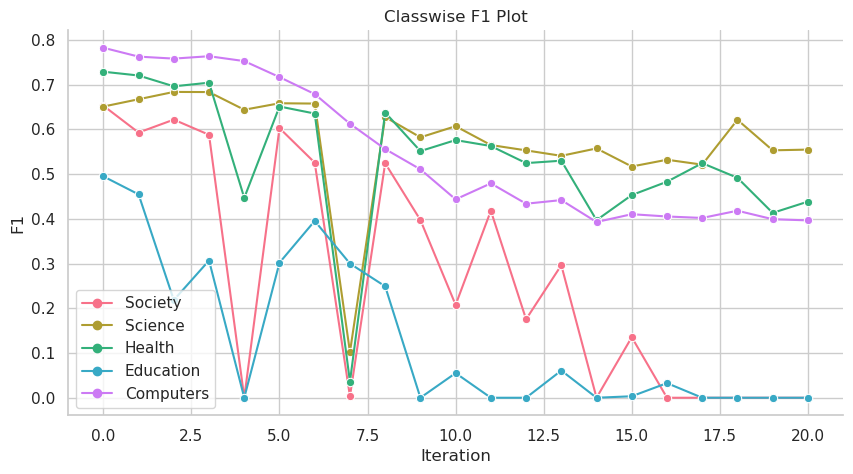 Classwise F1 Plot
0.8
0.7
0.6
0.5
0.4
0.3
0.2
0.1
0.0
F1
Society
Science
Health
Education
Computers
0.0 2.5 5.0 7.5 10.0 12.5 15.0 17.5 20.0
Iteration